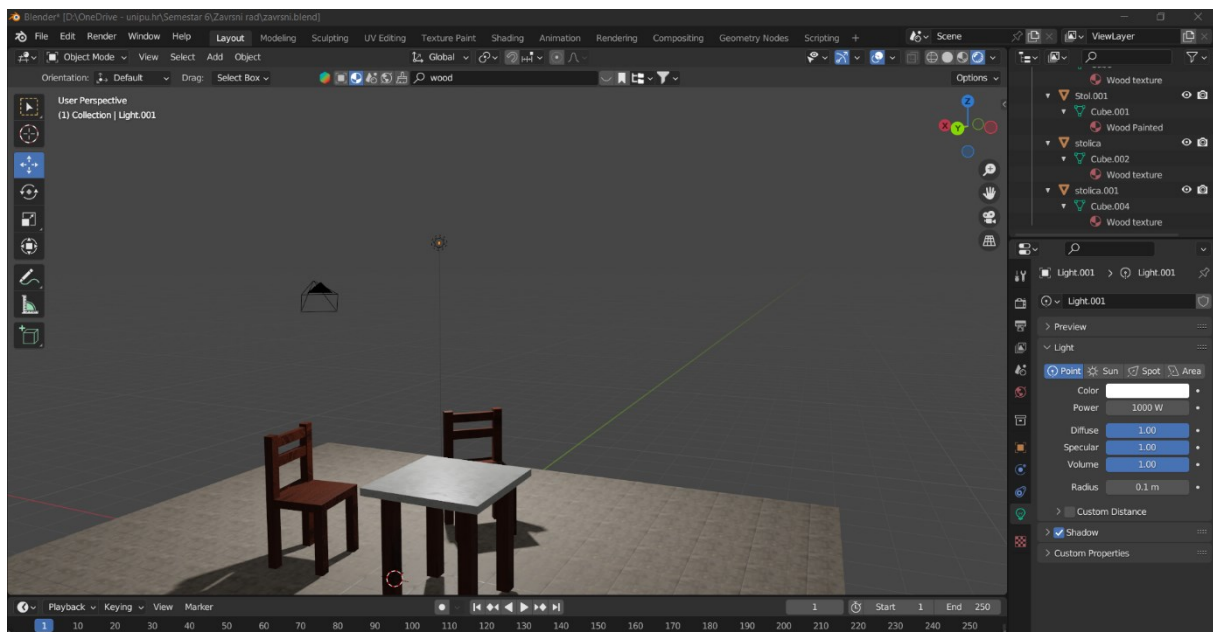 Blender* [D:\OneDrive - unipu.hr\Semestar 6\Zavrsni rad\zavrsni.blend]
File Edit Render Window Help Layout Modeling Sculpting UV Editing Texture Paint Shading Animation Rendering Compositing Geometry Nodes Scripting + Scene ViewLayer
Object Mode View Select Add Object Global
Orientation: Default Drag: Select Box wood Options
User Perspective
(1) Collection | Light.001
Z
X Y
Wood texture
Stol.001
Cube.001
Wood Painted
stolica
Cube.002
Wood texture
stolica.001
Cube.004
Wood texture
Light.001 > Light.001
Light.001
Preview
Light
Point Sun Spot Area
Color
Power 1000 W
Diffuse 1.00
Specular 1.00
Volume 1.00
Radius 0.1 m
Custom Distance
Shadow
Custom Properties
Playback Keying View Marker 1 Start 1 End 250
1 10 20 30 40 50 60 70 80 90 100 110 120 130 140 150 160 170 180 190 200 210 220 230 240 250